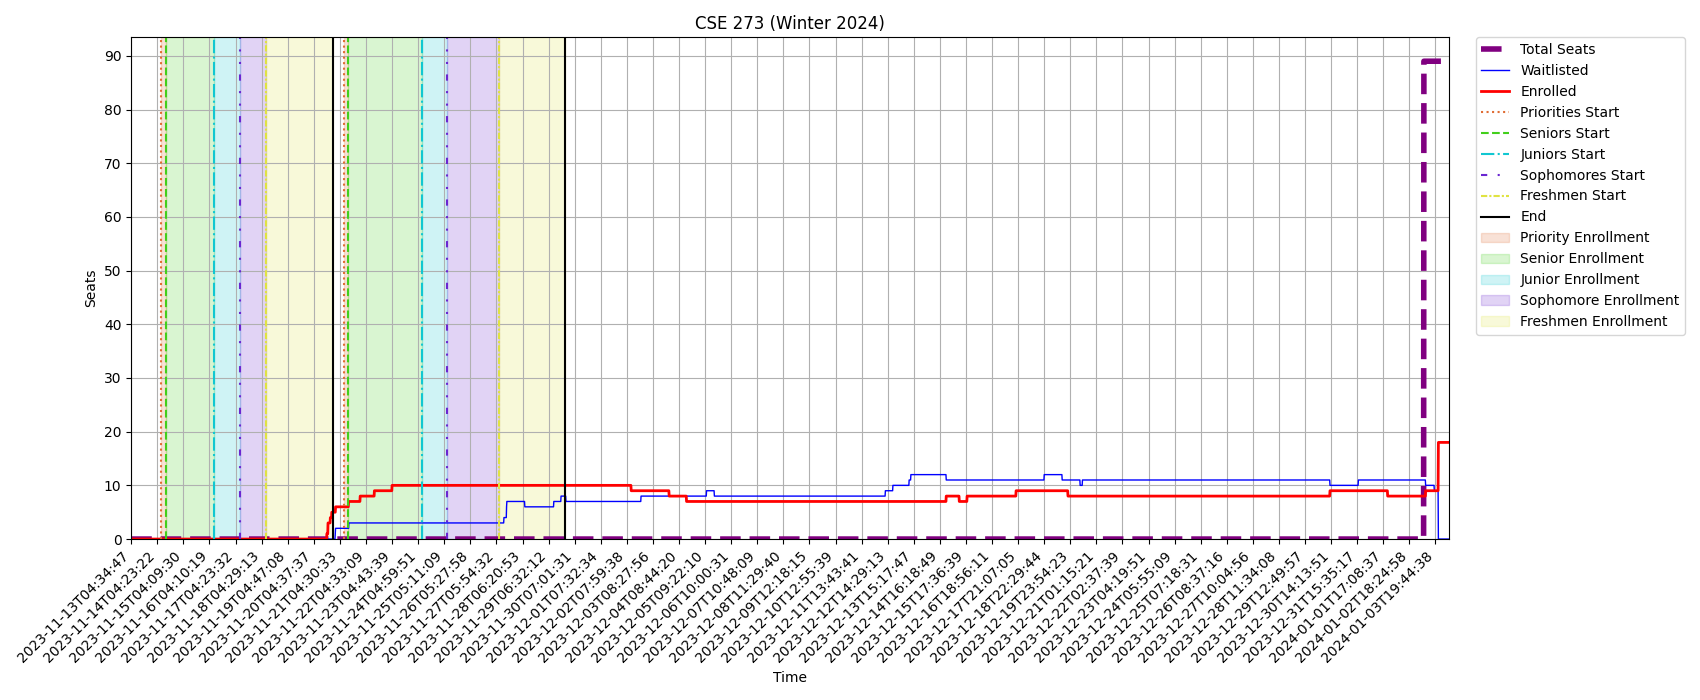 CSE 273 (Winter 2024)
Seats
90
80
70
60
50
40
30
20
10
0
2023-11-13T04:34:47
2023-11-14T04:23:22
2023-11-15T04:09:30
2023-11-16T04:10:19
2023-11-17T04:23:32
2023-11-18T04:29:13
2023-11-19T04:47:08
2023-11-20T04:37:37
2023-11-21T04:30:33
2023-11-22T04:33:09
2023-11-23T04:43:39
2023-11-24T04:59:51
2023-11-25T05:11:09
2023-11-26T05:27:58
2023-11-27T05:54:32
2023-11-28T06:20:53
2023-11-29T06:32:12
2023-11-30T07:01:31
2023-12-01T07:32:34
2023-12-02T07:59:38
2023-12-03T08:27:56
2023-12-04T08:44:20
2023-12-05T09:22:10
2023-12-06T10:00:31
2023-12-07T10:48:09
2023-12-08T11:29:40
2023-12-09T12:18:15
2023-12-10T12:55:39
2023-12-11T13:43:41
2023-12-12T14:29:13
2023-12-13T15:17:47
2023-12-14T16:18:49
2023-12-15T17:36:39
2023-12-16T18:56:11
2023-12-17T21:07:05
2023-12-18T22:29:44
2023-12-19T23:54:23
2023-12-21T01:15:21
2023-12-22T02:37:39
2023-12-23T04:19:51
2023-12-24T05:55:09
2023-12-25T07:18:31
2023-12-26T08:37:16
2023-12-27T10:04:56
2023-12-28T11:34:08
2023-12-29T12:49:57
2023-12-30T14:13:51
2023-12-31T15:35:17
2024-01-01T17:08:37
2024-01-02T18:24:58
2024-01-03T19:44:38
Time
Total Seats
Waitlisted
Enrolled
Priorities Start
Seniors Start
Juniors Start
Sophomores Start
Freshmen Start
End
Priority Enrollment
Senior Enrollment
Junior Enrollment
Sophomore Enrollment
Freshmen Enrollment